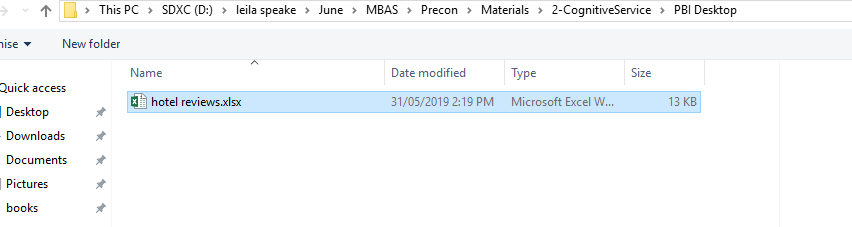 This PC > SDXC (D:) > leila speake > June > MBAS > Precon > Materials > 2-CognitiveService > PBI Desktop
nise New folder
Name Date modified Type Size
Quick access
hotel reviews.xlsx 31/05/2019 2:19 PM Microsoft Excel W... 13 KB
Desktop
Downloads
Documents
Pictures
books